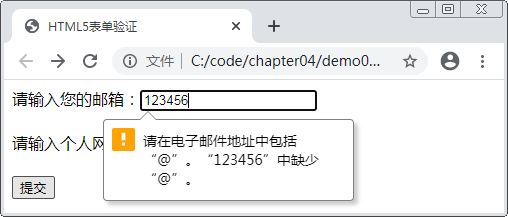 HTML5表单验证
文件 C:/code/chapter04/demo0...
请输入您的邮箱：123456
请输入个人网
请在电子邮件地址中包括
“@”。“123456”中缺少
“@”。
提交